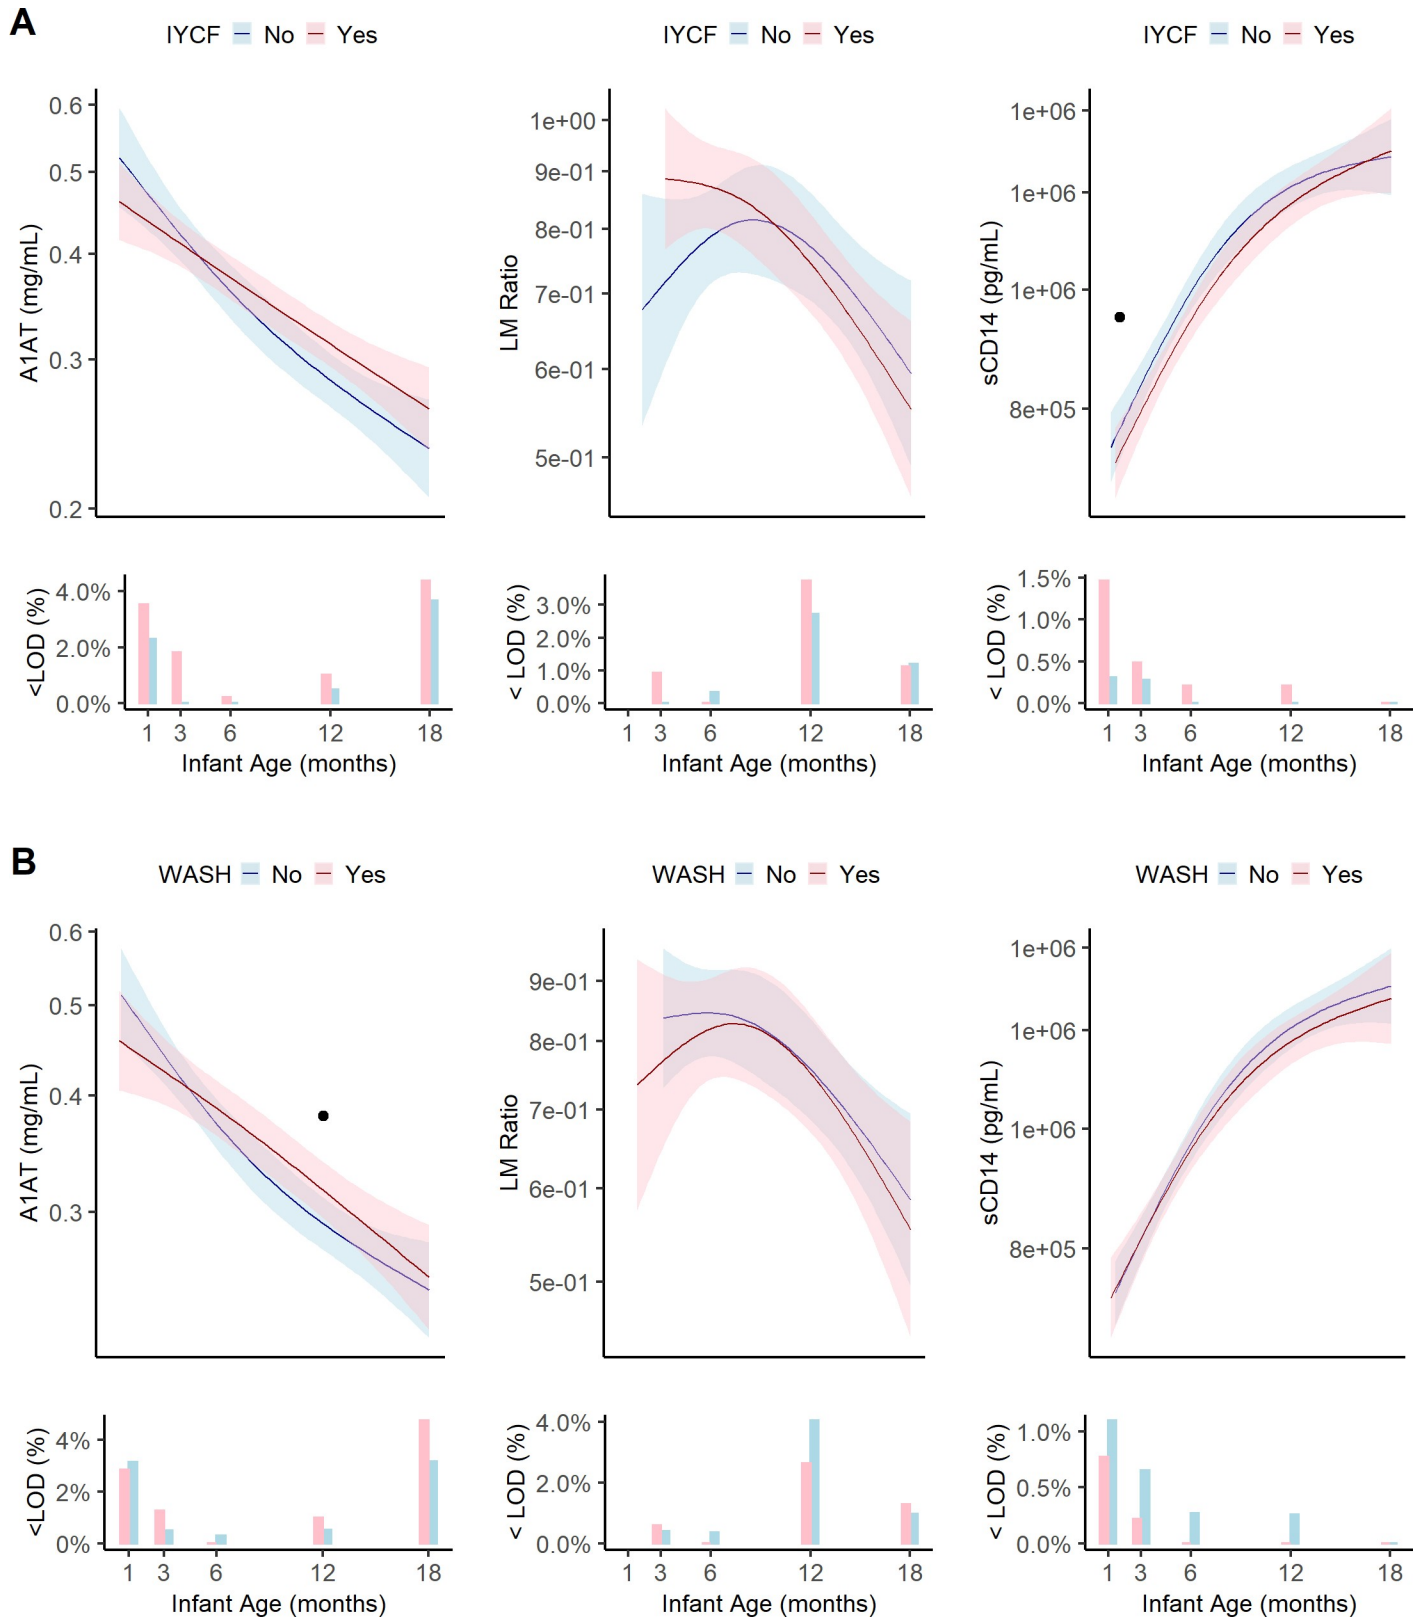 A
IYCF No Yes
IYCF No Yes
IYCF No Yes
A1AT (mg/mL)
0.6
0.5
0.4
0.3
0.2
LM Ratio
1e+00
9e-01
8e-01
7e-01
6e-01
5e-01
sCD14 (pg/mL)
1e+06
1e+06
1e+06
8e+05
<LOD (%)
4.0%
2.0%
0.0%
1 3 6 12 18
Infant Age (months)
< LOD (%)
3.0%
2.0%
1.0%
0.0%
1 3 6 12 18
Infant Age (months)
< LOD (%)
1.5%
1.0%
0.5%
0.0%
1 3 6 12 18
Infant Age (months)
B
WASH No Yes
WASH No Yes
WASH No Yes
A1AT (mg/mL)
0.6
0.5
0.4
0.3
LM Ratio
9e-01
8e-01
7e-01
6e-01
5e-01
sCD14 (pg/mL)
1e+06
1e+06
1e+06
8e+05
<LOD (%)
4%
2%
0%
1 3 6 12 18
Infant Age (months)
< LOD (%)
4.0%
2.0%
0.0%
1 3 6 12 18
Infant Age (months)
< LOD (%)
1.0%
0.5%
0.0%
1 3 6 12 18
Infant Age (months)